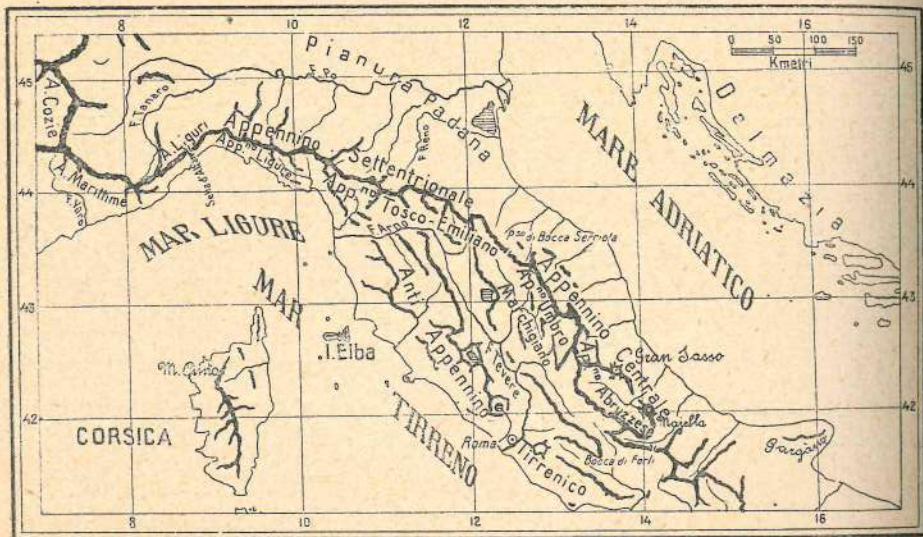 8
10
12
14
16
0 50 100 150
Kmetri
45
45
44
44
43
43
42
42
Pianura Padana
F. Po
F. Tanaro
F. Reno
A. Cozie
A. Marittime
A. Liguri
F. Varo
Appennino Settentrionale
App.no Ligure
App.no Tosco-Emiliano
F. Arno
Dalmazia
MARE ADRIATICO
MAR LIGURE
P.so di Bocca Serriola
Appennino Centrale
App.no Umbro
Marchigiano
App.no Abruzzese
Anti Appennino Tirrenico
MAR TIRRENO
I. Elba
F. Tevere
Gran Sasso
Maiella
M. Cinto
CORSICA
Roma
Bocca di Forlì
Gargano
8
10
12
14
16